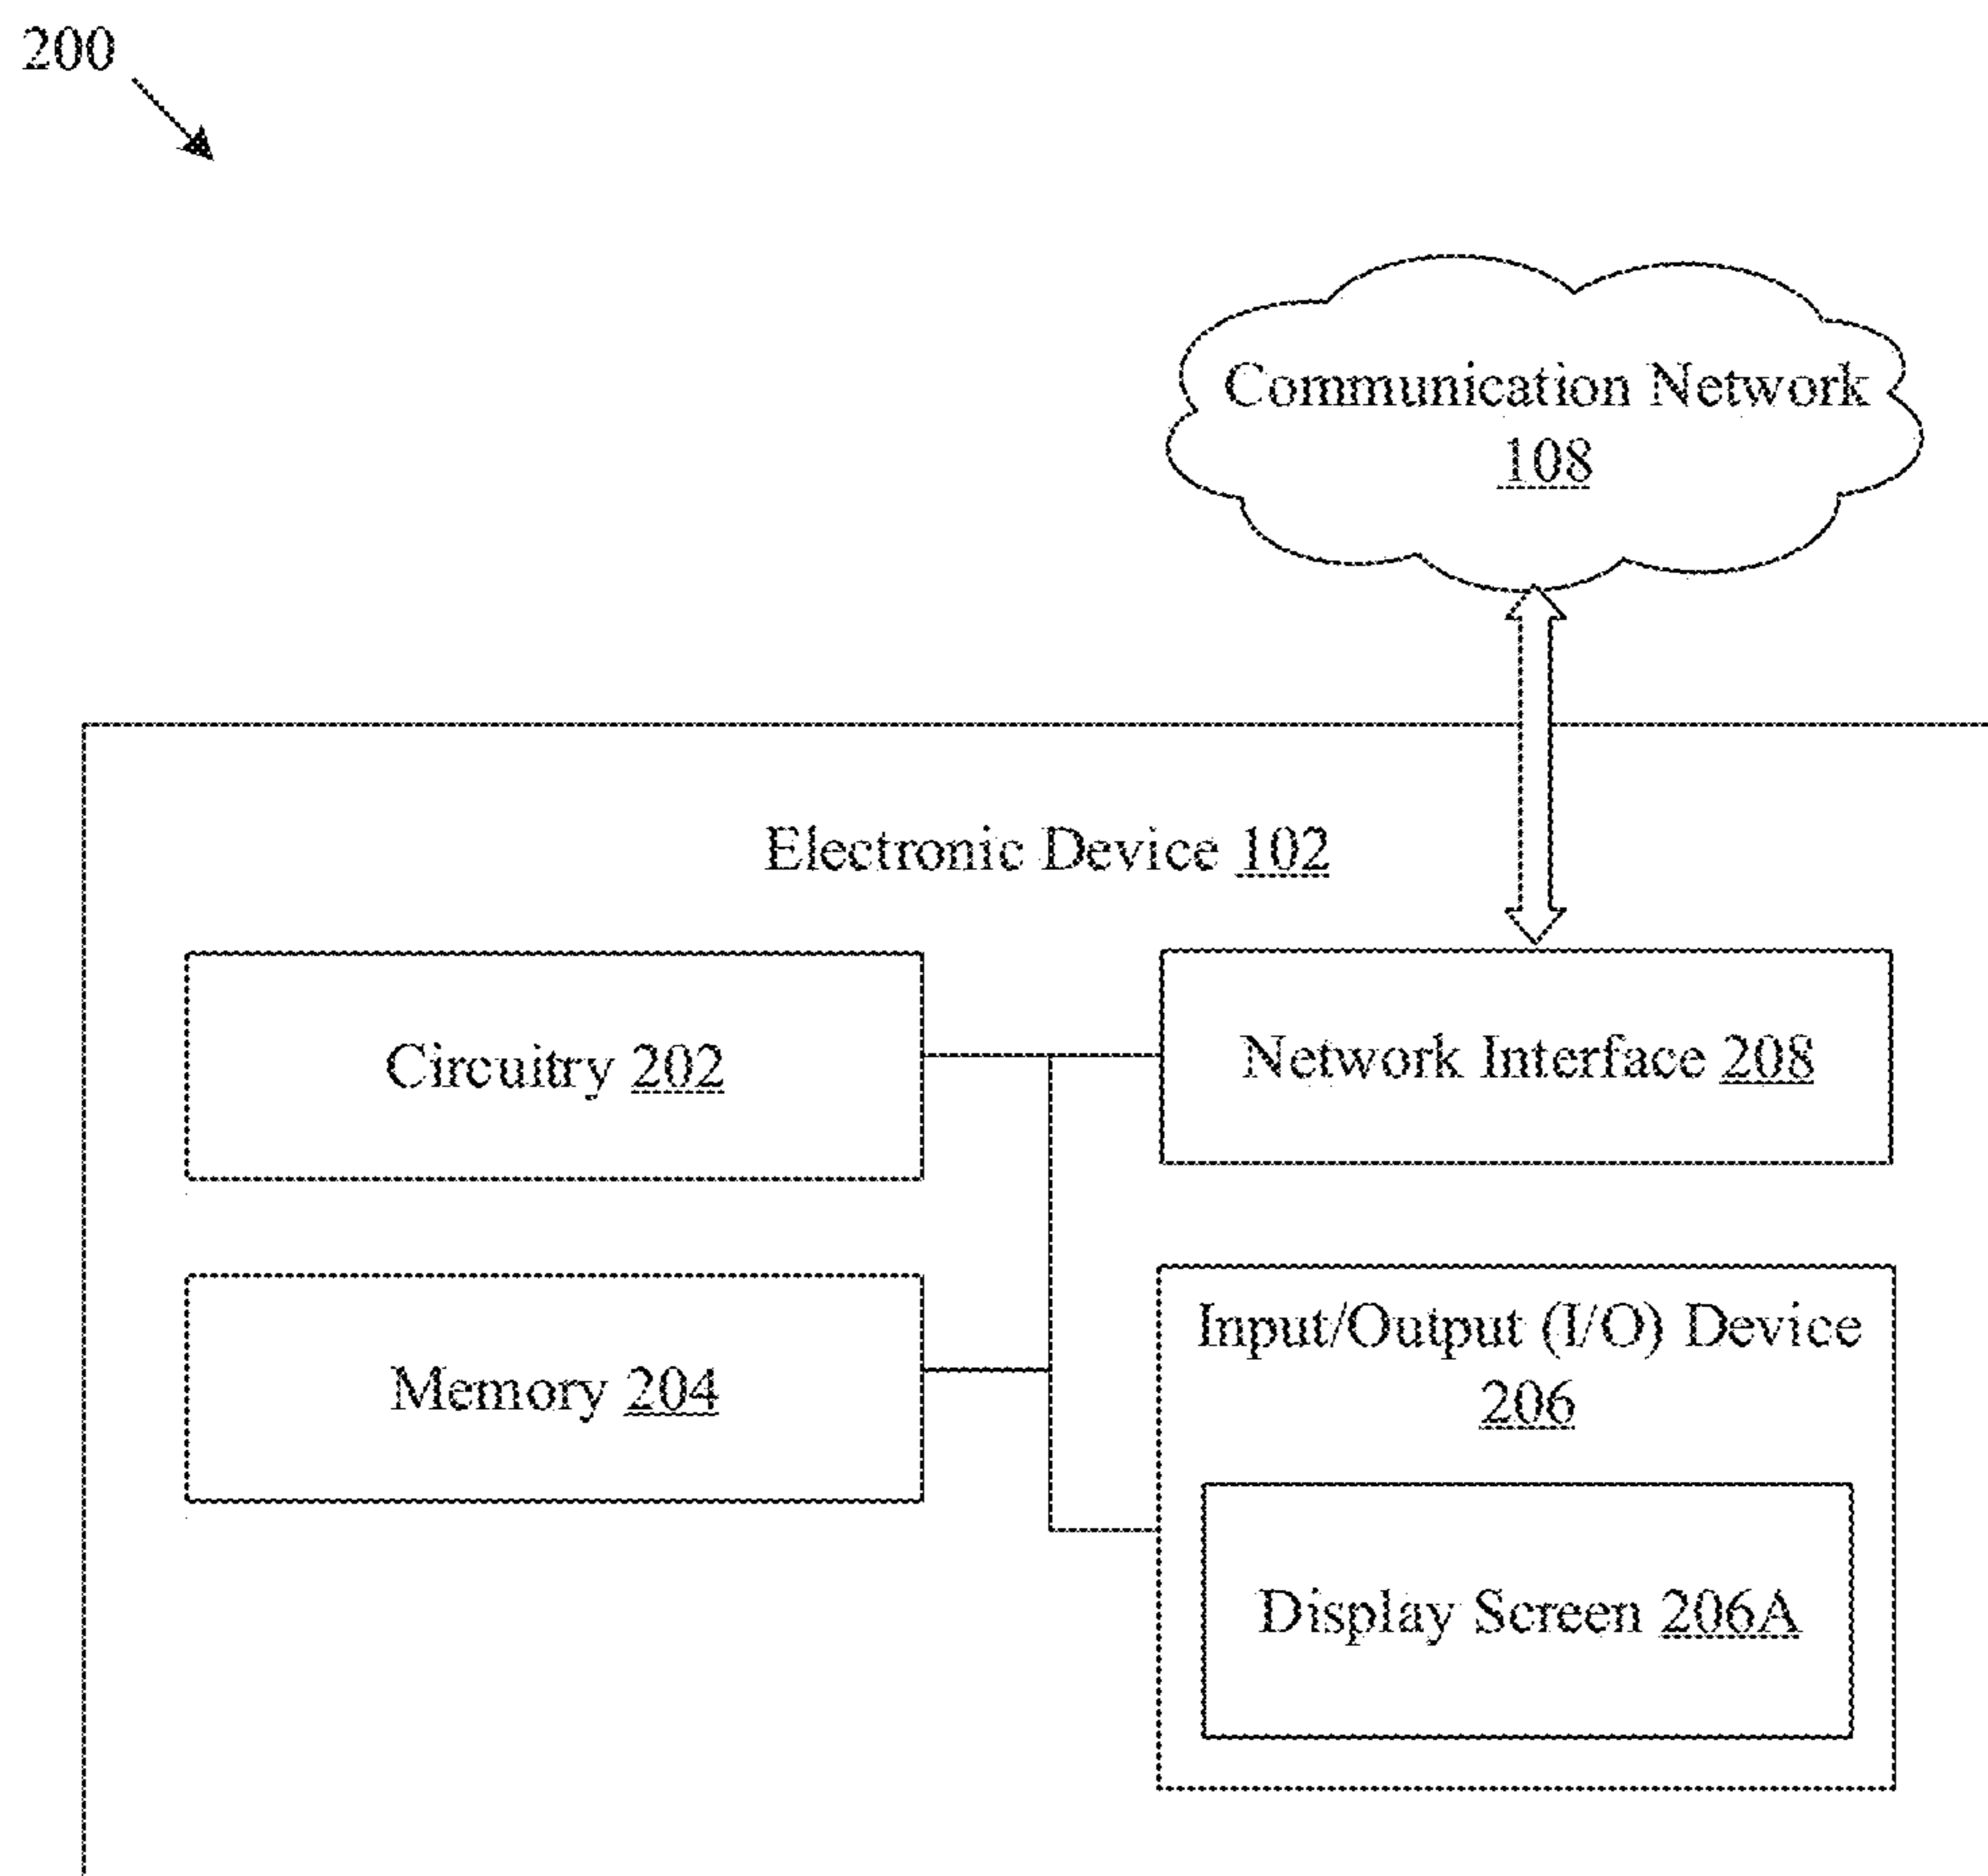 200
Communication Network
108
Electronic Device 102
Circuitry 202
Network Interface 208
Memory 204
Input/Output (I/O) Device
206
Display Screen 206A